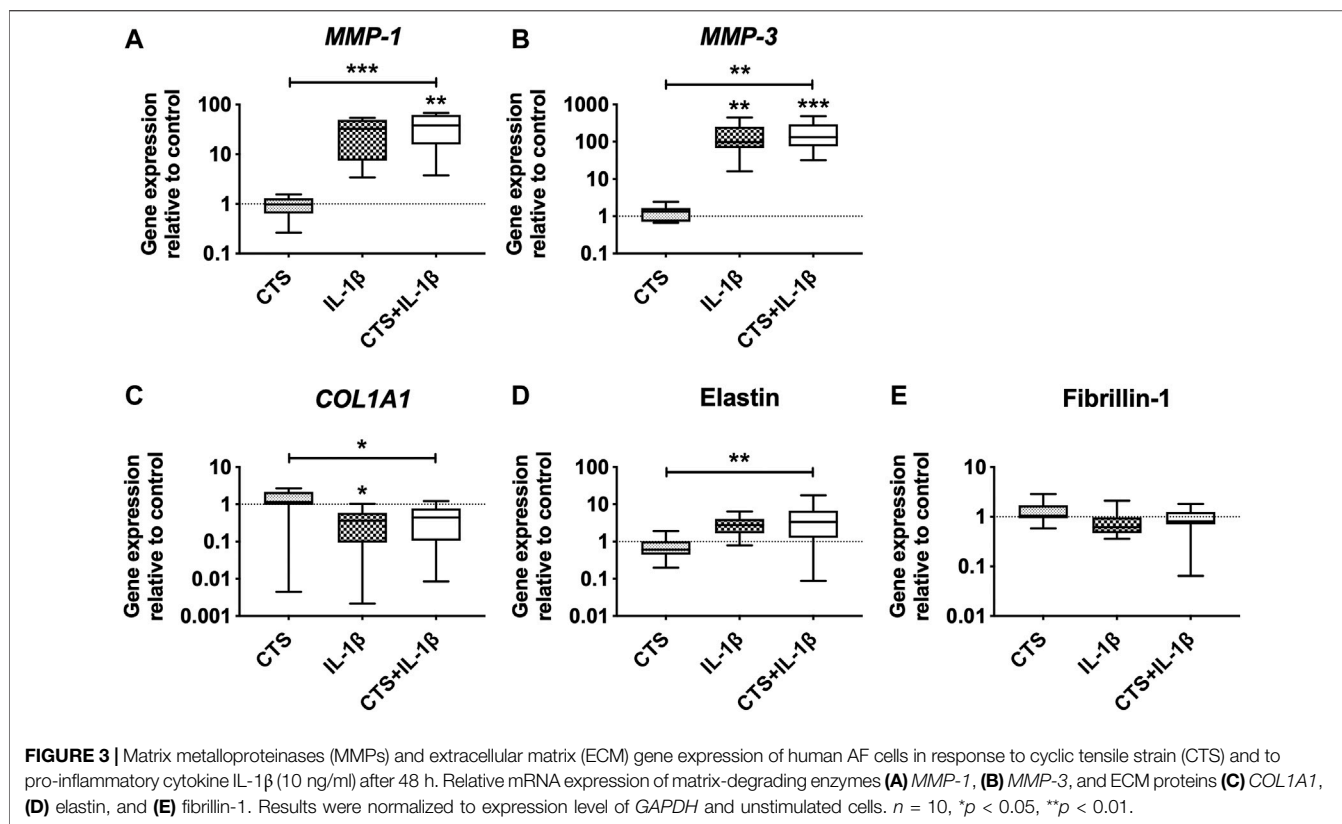 A
MMP-1
Gene expression
relative to control
***
**
100
10
1
0.1
CTS
IL-1β
CTS+IL-1β
B
MMP-3
Gene expression
relative to control
**
**
***
1000
100
10
1
0.1
CTS
IL-1β
CTS+IL-1β
C
COL1A1
Gene expression
relative to control
*
*
10
1
0.1
0.01
0.001
CTS
IL-1β
CTS+IL-1β
D
Elastin
Gene expression
relative to control
**
100
10
1
0.1
0.01
CTS
IL-1β
CTS+IL-1β
E
Fibrillin-1
Gene expression
relative to control
10
1
0.1
0.01
CTS
IL-1β
CTS+IL-1β
FIGURE 3 | Matrix metalloproteinases (MMPs) and extracellular matrix (ECM) gene expression of human AF cells in response to cyclic tensile strain (CTS) and to
pro-inflammatory cytokine IL-1β (10 ng/ml) after 48 h. Relative mRNA expression of matrix-degrading enzymes (A) MMP-1, (B) MMP-3, and ECM proteins (C) COL1A1,
(D) elastin, and (E) fibrillin-1. Results were normalized to expression level of GAPDH and unstimulated cells. n = 10, *p < 0.05, **p < 0.01.